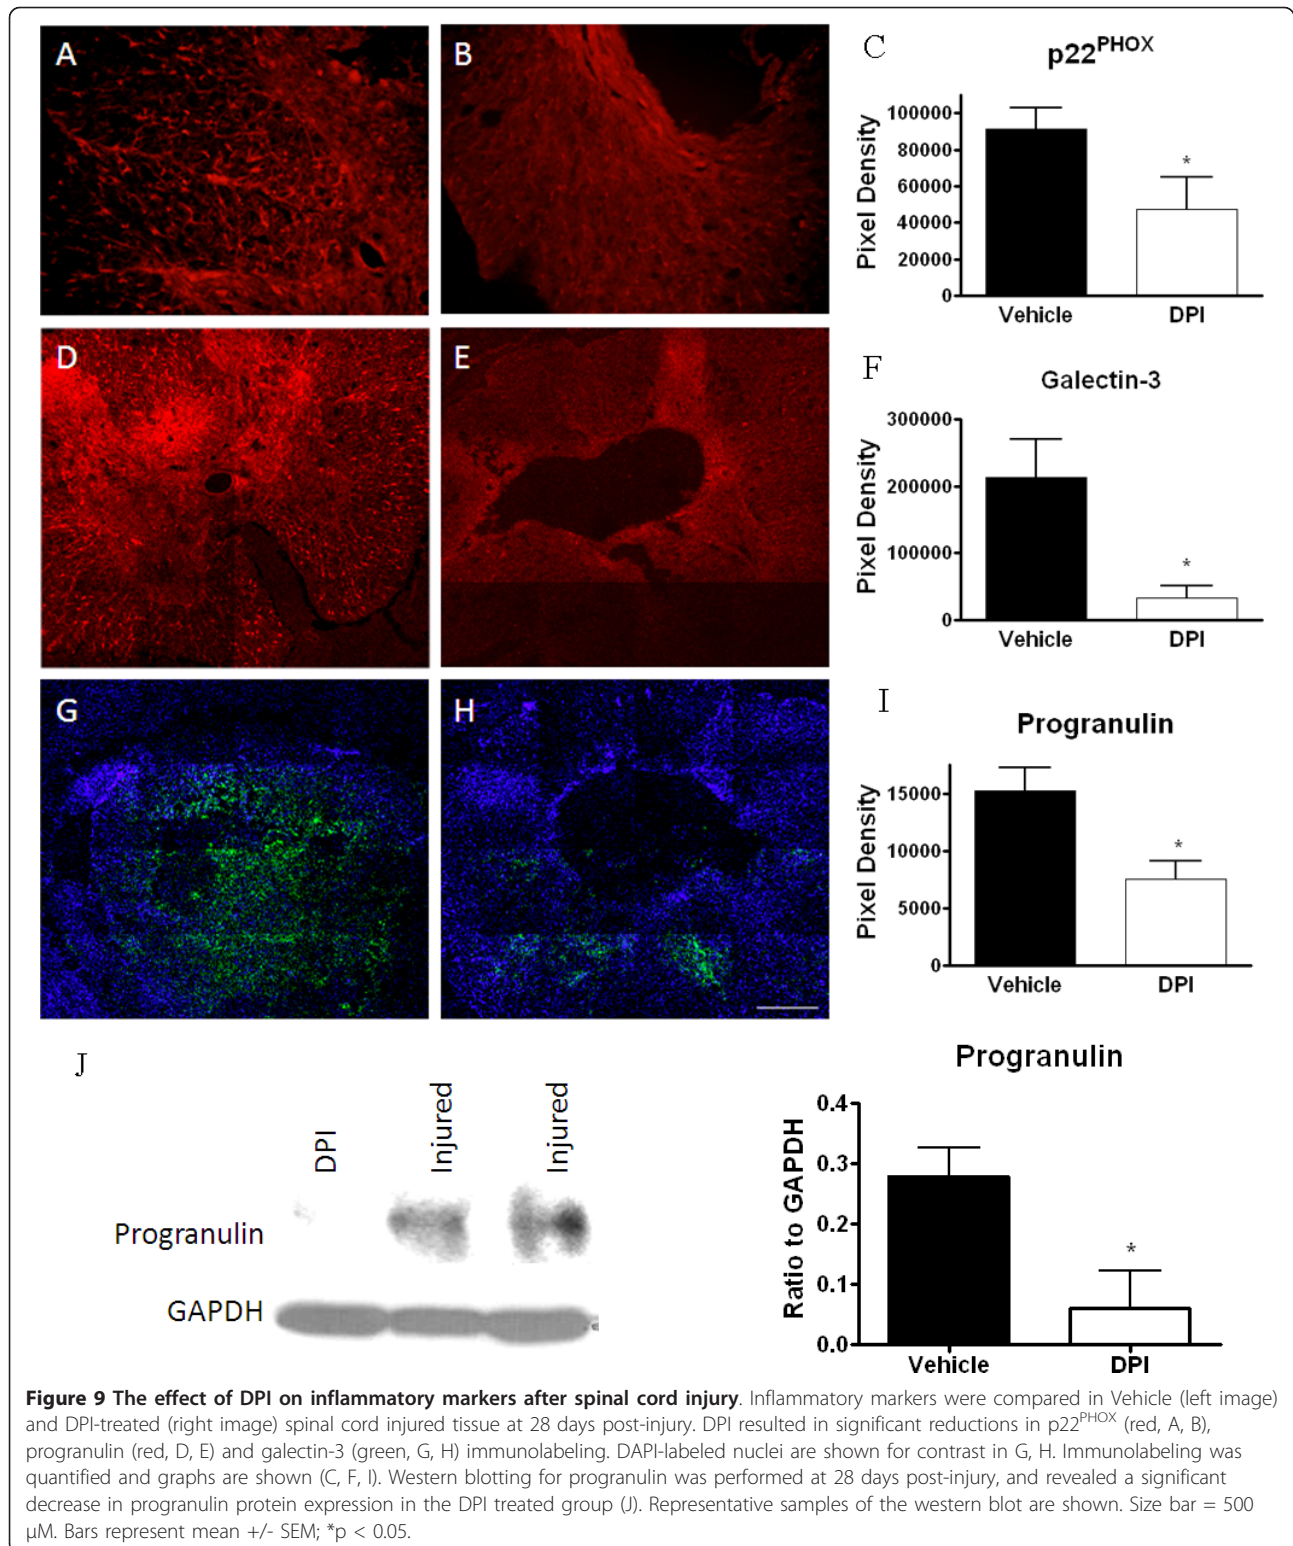 A
B
C
p22PHOX
Pixel Density
100000
80000
60000
40000
20000
0
*
Vehicle DPI
D
E
F
Galectin-3
Pixel Density
300000
200000
100000
0
*
Vehicle DPI
G
H
I
Progranulin
Pixel Density
15000
10000
5000
0
*
Vehicle DPI
J
DPI
Injured
Injured
Progranulin
GAPDH
Progranulin
Ratio to GAPDH
0.4
0.3
0.2
0.1
0.0
*
Vehicle DPI
Figure 9 The effect of DPI on inflammatory markers after spinal cord injury. Inflammatory markers were compared in Vehicle (left image)
and DPI-treated (right image) spinal cord injured tissue at 28 days post-injury. DPI resulted in significant reductions in p22PHOX (red, A, B),
progranulin (red, D, E) and galectin-3 (green, G, H) immunolabeling. DAPI-labeled nuclei are shown for contrast in G, H. Immunolabeling was
quantified and graphs are shown (C, F, I). Western blotting for progranulin was performed at 28 days post-injury, and revealed a significant
decrease in progranulin protein expression in the DPI treated group (J). Representative samples of the western blot are shown. Size bar = 500
μM. Bars represent mean +/- SEM; *p < 0.05.